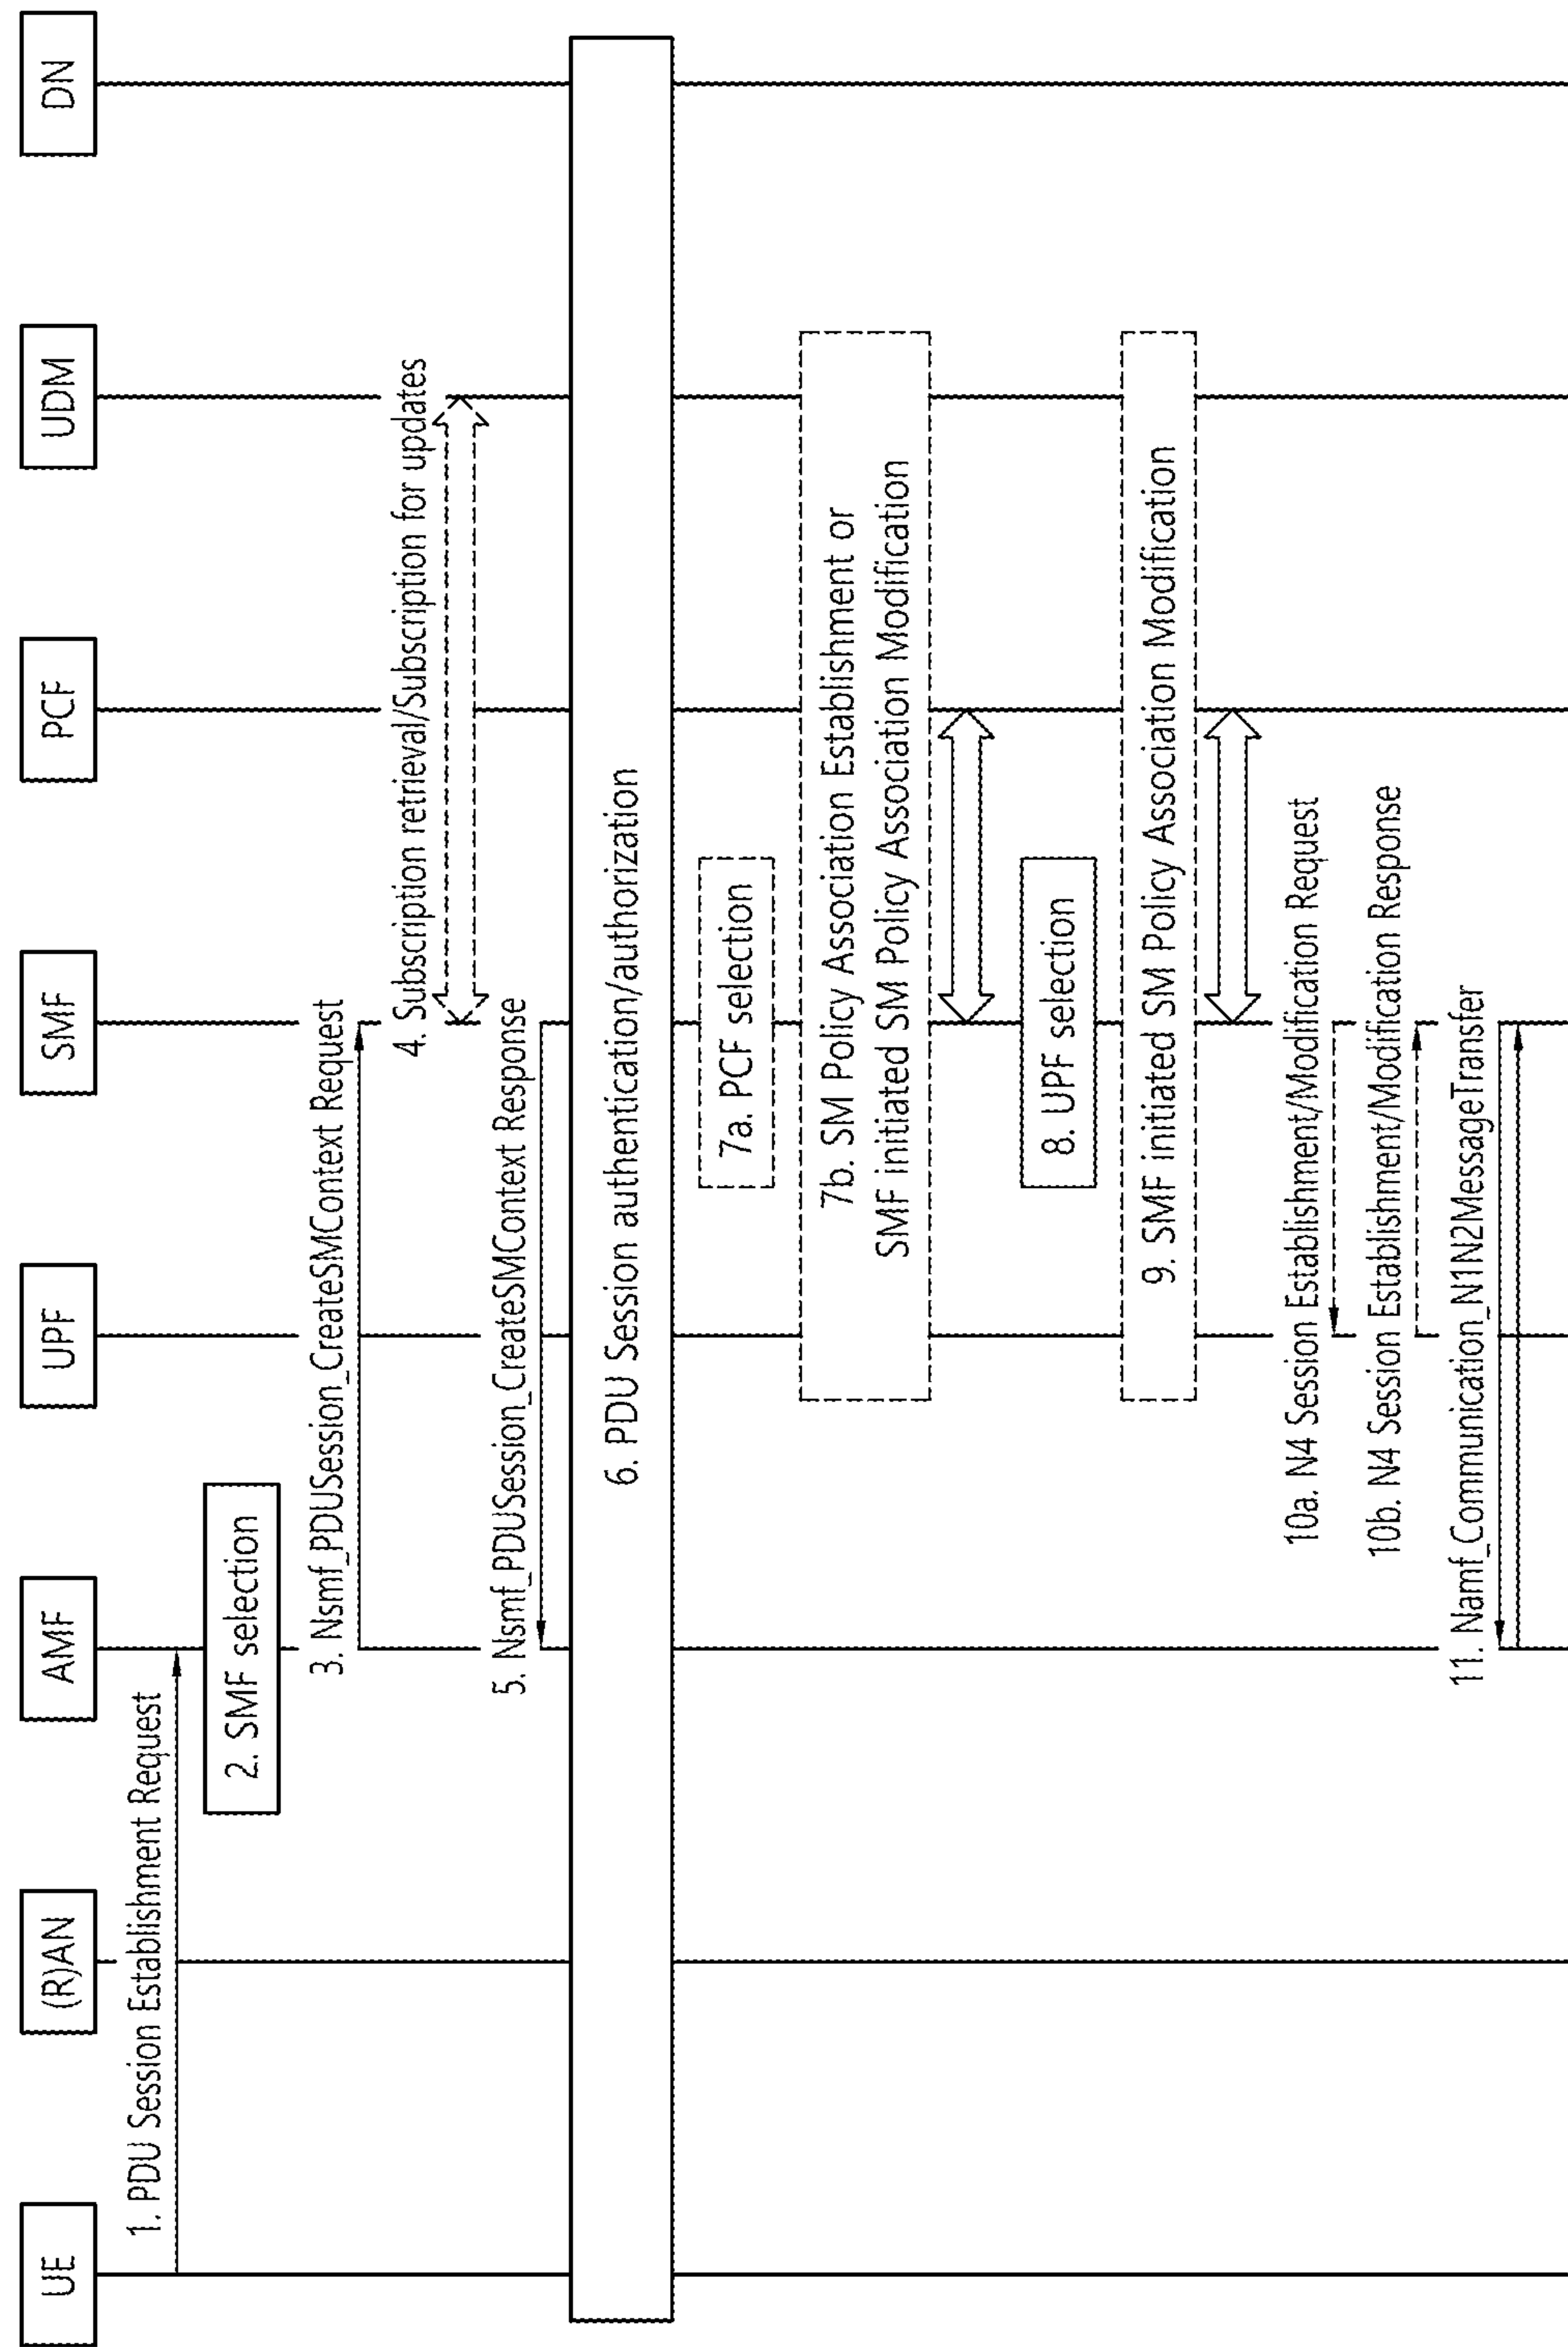 UE
(R)AN
AMF
UPF
SMF
PCF
UDM
DN
1. PDU Session Establishment Request
2. SMF selection
3. Nsmf_PDUSession_CreateSMContext Request
4. Subscription retrieval/Subscription for updates
5. Nsmf_PDUSession_CreateSMContext Response
6. PDU Session authentication/authorization
7a. PCF selection
7b. SM Policy Association Establishment or
SMF initiated SM Policy Association Modification
8. UPF selection
9. SMF initiated SM Policy Association Modification
10a. N4 Session Establishment/Modification Request
10b. N4 Session Establishment/Modification Response
11. Namf_Communication_N1N2MessageTransfer